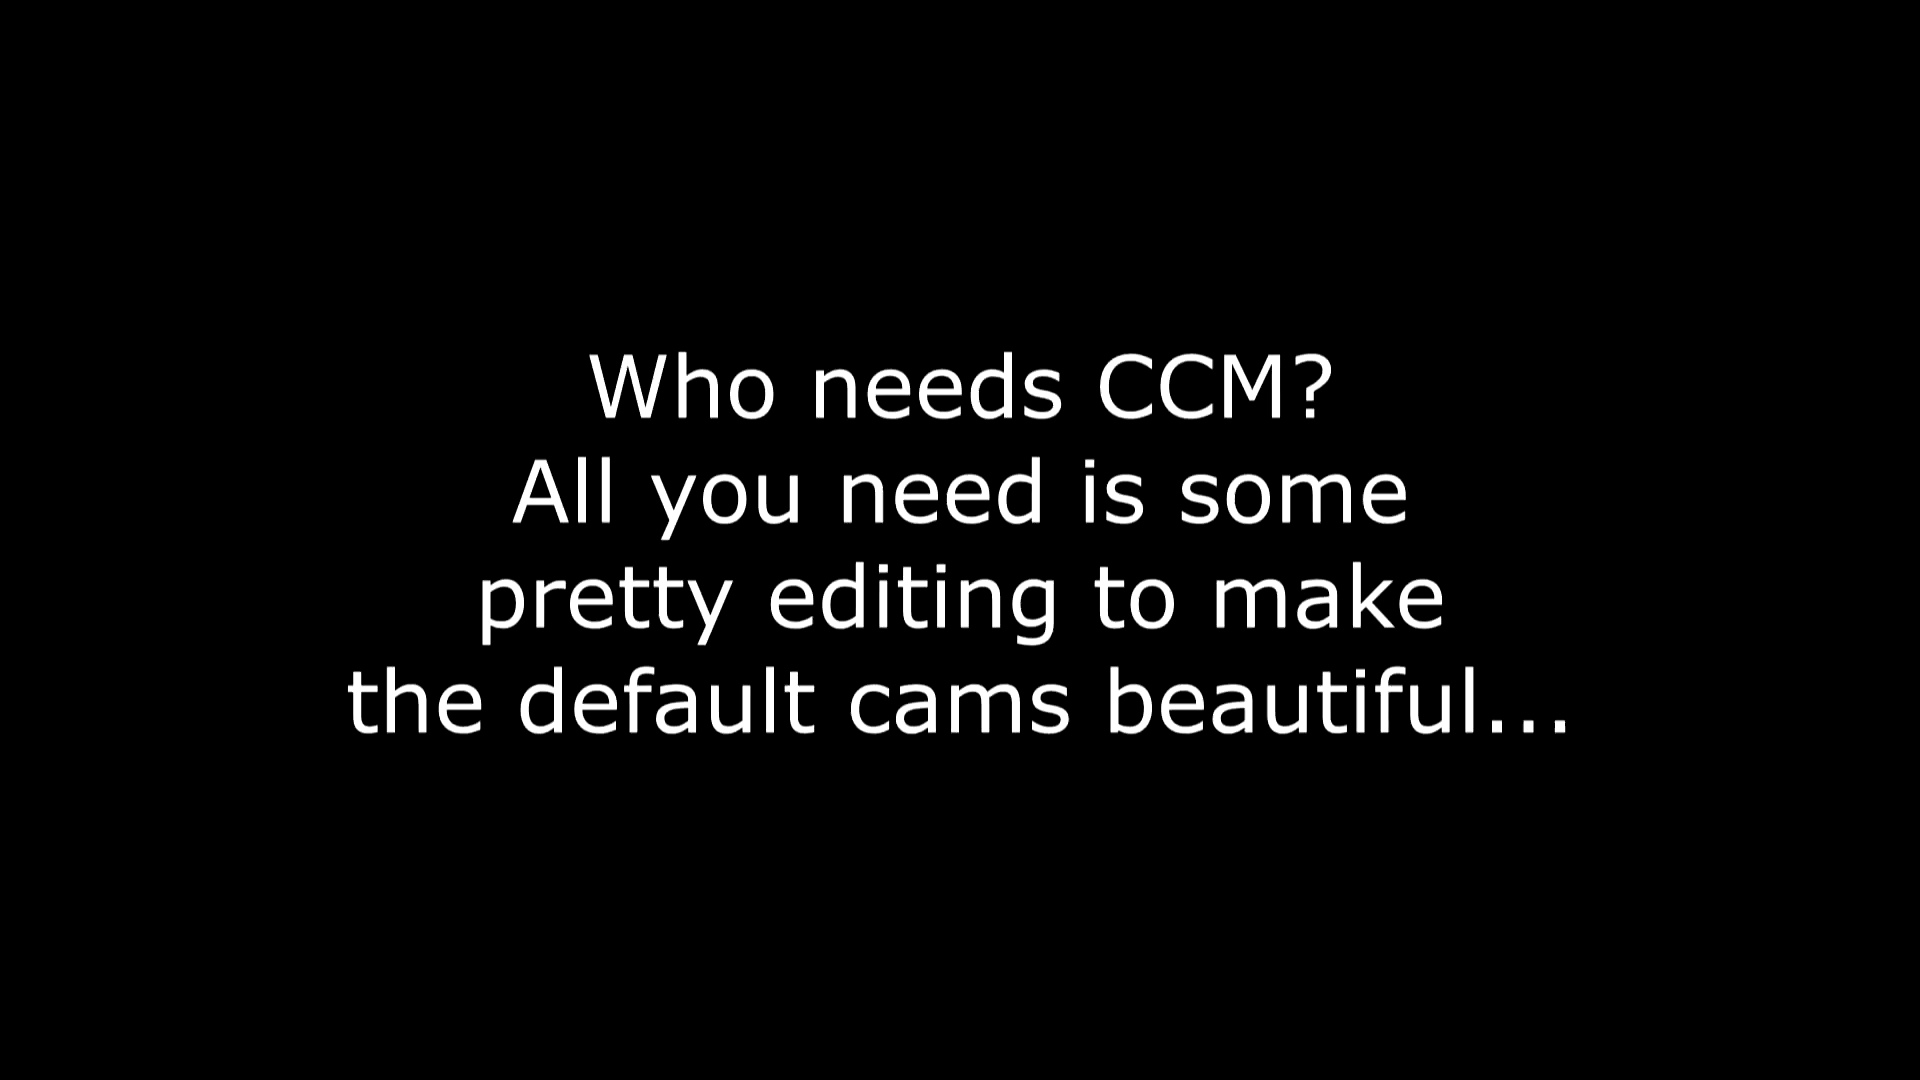 Who needs CCM?
All you need is some
pretty editing to make
the default cams beautiful...